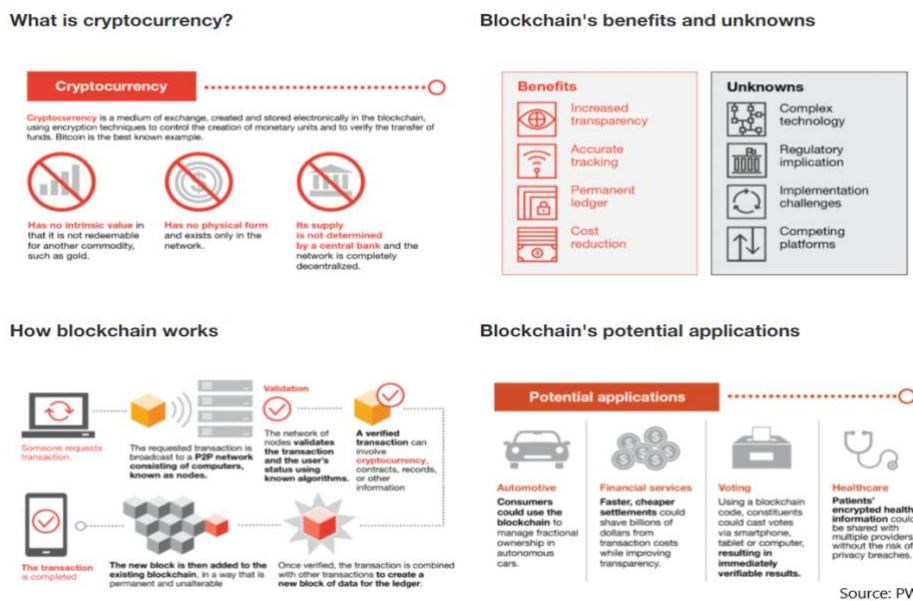 What is cryptocurrency?
Cryptocurrency
Cryptocurrency is a medium of exchange, created and stored electronically in the blockchain,
using encryption techniques to control the creation of monetary units and to verify the transfer of
funds. Bitcoin is the best known example.
Has no intrinsic value in
that it is not redeemable
for another commodity,
such as gold.
Has no physical form
and exists only in the
network.
Its supply
is not determined
by a central bank and the
network is completely
decentralized.
Blockchain's benefits and unknowns
Benefits
Increased
transparency
Accurate
tracking
Permanent
ledger
Cost
reduction
Unknowns
Complex
technology
Regulatory
implication
Implementation
challenges
Competing
platforms
How blockchain works
Someone requests
transaction.
The requested transaction is
broadcast to a P2P network
consisting of computers,
known as nodes.
Validation
The network of
nodes validates
the transaction
and the user's
status using
known algorithms.
A verified
transaction can
involve
cryptocurrency,
contracts, records,
or other
information
The transaction
is completed
The new block is then added to the
existing blockchain, in a way that is
permanent and unalterable
Once verified, the transaction is combined
with other transactions to create a
new block of data for the ledger.
Blockchain's potential applications
Potential applications
Automotive
Consumers
could use the
blockchain to
manage fractional
ownership in
autonomous
cars.
Financial services
Faster, cheaper
settlements could
shave billions of
dollars from
transaction costs
while improving
transparency.
Voting
Using a blockchain
code, constituents
could cast votes
via smartphone,
tablet or computer,
resulting in
immediately
verifiable results.
Healthcare
Patients'
encrypted health
information could
be shared with
multiple providers
without the risk of
privacy breaches.
Source: PW